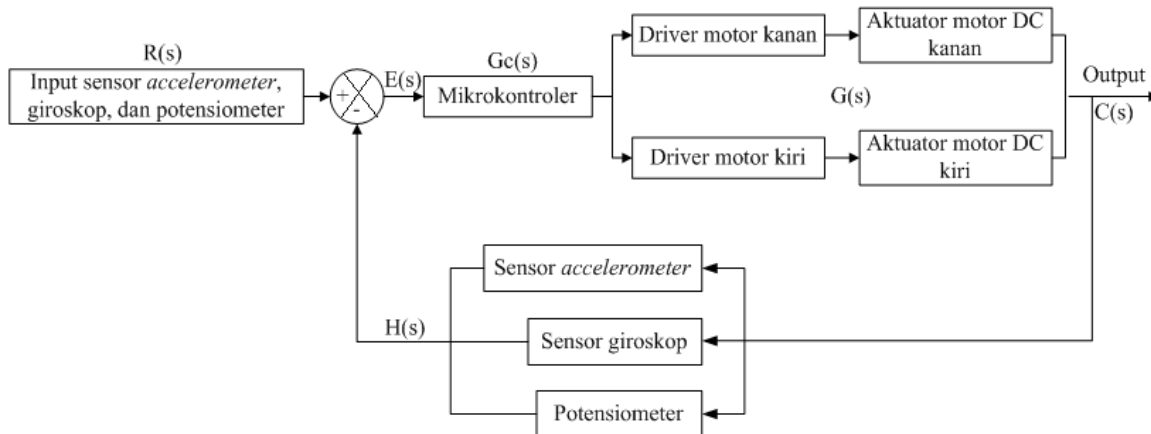 R(s)
Input sensor accelerometer,
giroskop, dan potensiometer
+
-
E(s)
Gc(s)
Mikrokontroler
Driver motor kanan
Aktuator motor DC
kanan
G(s)
Driver motor kiri
Aktuator motor DC
kiri
Output
C(s)
Sensor accelerometer
H(s)
Sensor giroskop
Potensiometer